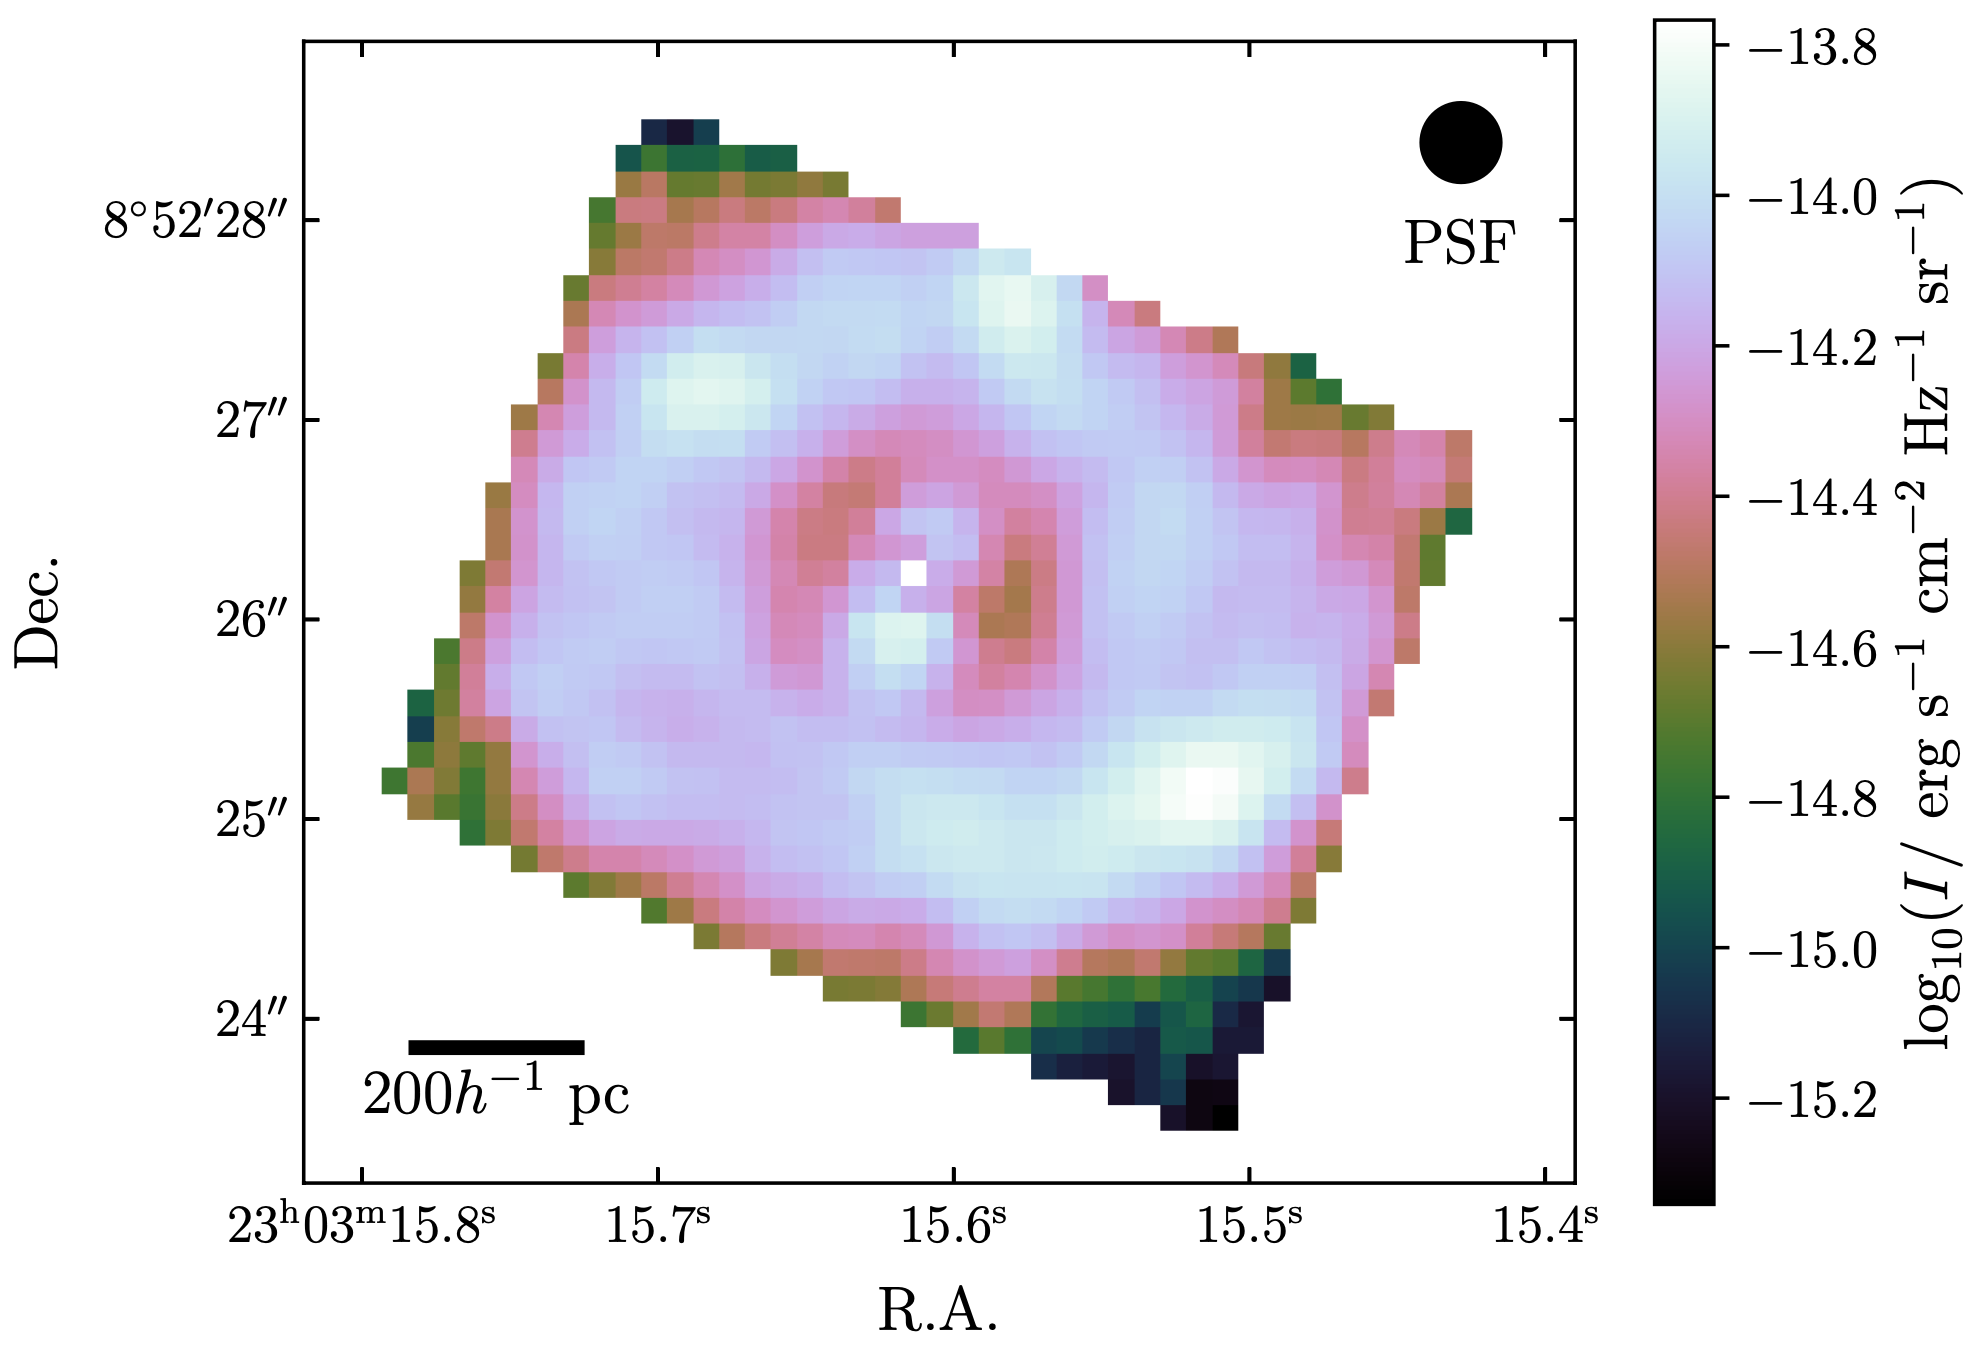 PSF
8°52′28″
27″
26″
25″
24″
Dec.
200h⁻¹ pc
23ʰ03ᵐ15.8ˢ 15.7ˢ 15.6ˢ 15.5ˢ 15.4ˢ
R.A.
−13.8
−14.0
−14.2
−14.4
−14.6
−14.8
−15.0
−15.2
log₁₀(I / erg s⁻¹ cm⁻² Hz⁻¹ sr⁻¹)